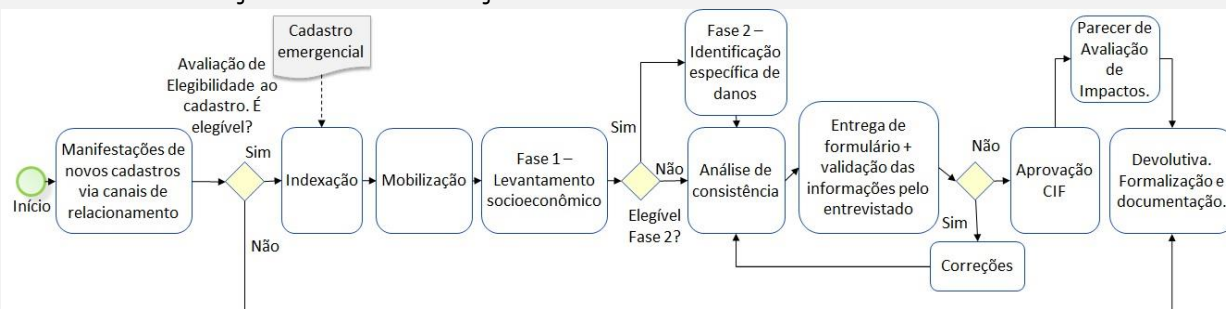 Início
Manifestações de
novos cadastros
via canais de
relacionamento
Avaliação de
Elegibilidade ao
cadastro. É
elegível?
Sim
Não
Cadastro
emergencial
Indexação
Mobilização
Fase 1 –
Levantamento
socioeconômico
Sim
Não
Elegível
Fase 2?
Fase 2 –
Identificação
específica de
danos
Análise de
consistência
Entrega de
formulário +
validação das
informações pelo
entrevistado
Não
Sim
Correções
Aprovação
CIF
Parecer de
Avaliação
de
Impactos.
Devolutiva.
Formalização e
documentação.